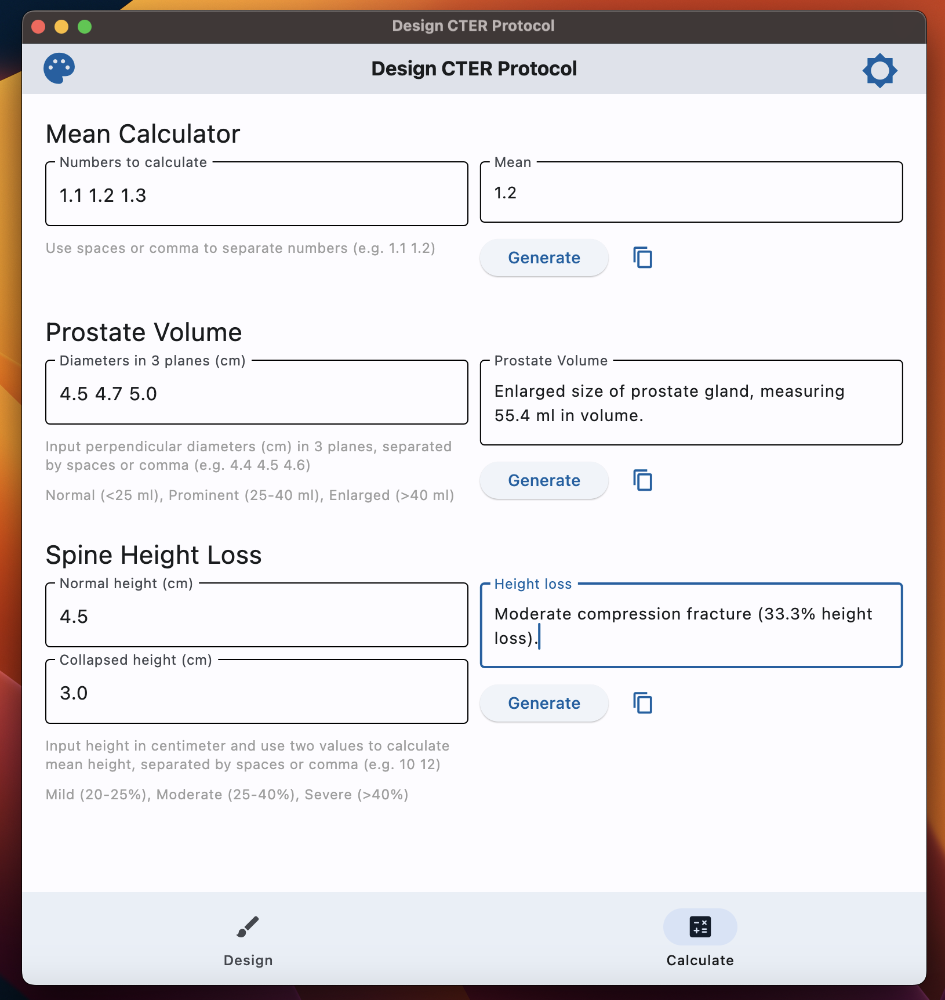 Design CTER Protocol
Design CTER Protocol
Mean Calculator
Numbers to calculate
1.1 1.2 1.3
Use spaces or comma to separate numbers (e.g. 1.1 1.2)
Mean
1.2
Generate
Prostate Volume
Diameters in 3 planes (cm)
4.5 4.7 5.0
Input perpendicular diameters (cm) in 3 planes, separated
by spaces or comma (e.g. 4.4 4.5 4.6)
Normal (<25 ml), Prominent (25-40 ml), Enlarged (>40 ml)
Prostate Volume
Enlarged size of prostate gland, measuring
55.4 ml in volume.
Generate
Spine Height Loss
Normal height (cm)
4.5
Collapsed height (cm)
3.0
Input height in centimeter and use two values to calculate
mean height, separated by spaces or comma (e.g. 10 12)
Mild (20-25%), Moderate (25-40%), Severe (>40%)
Height loss
Moderate compression fracture (33.3% height
loss).
Generate
Design
Calculate